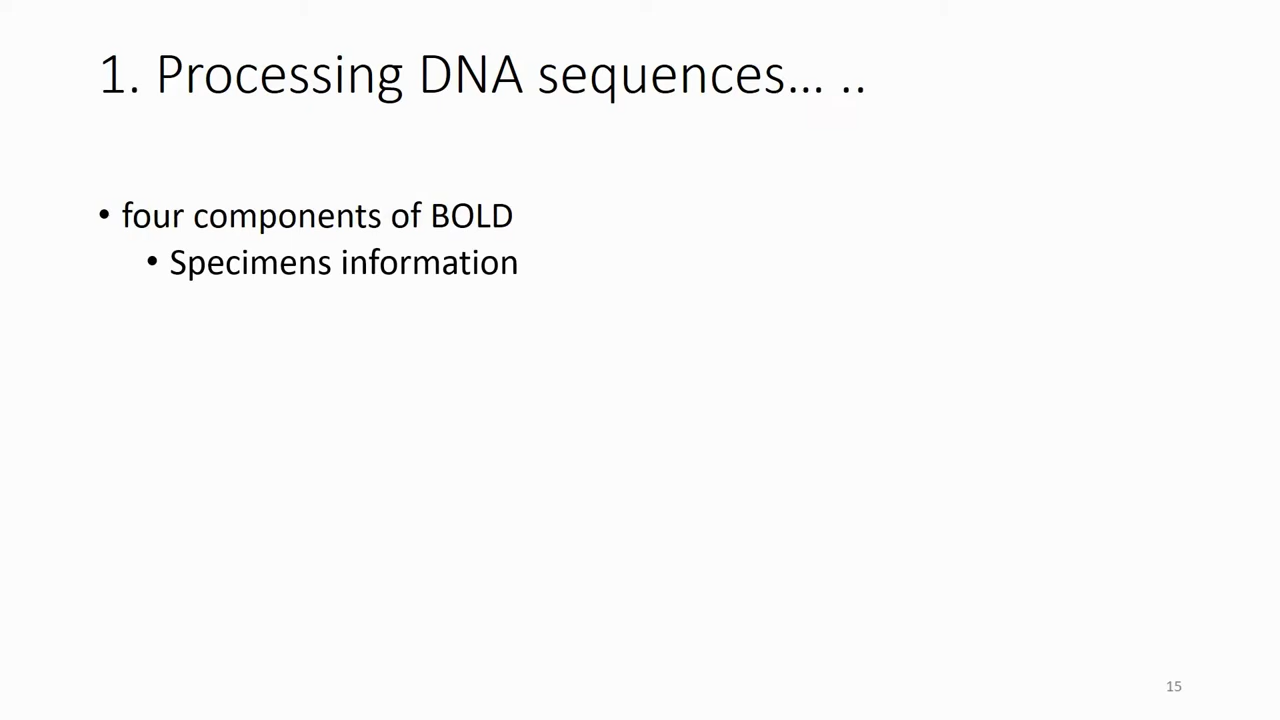 1. Processing DNA sequences… ..
• four components of BOLD
• Specimens information
15